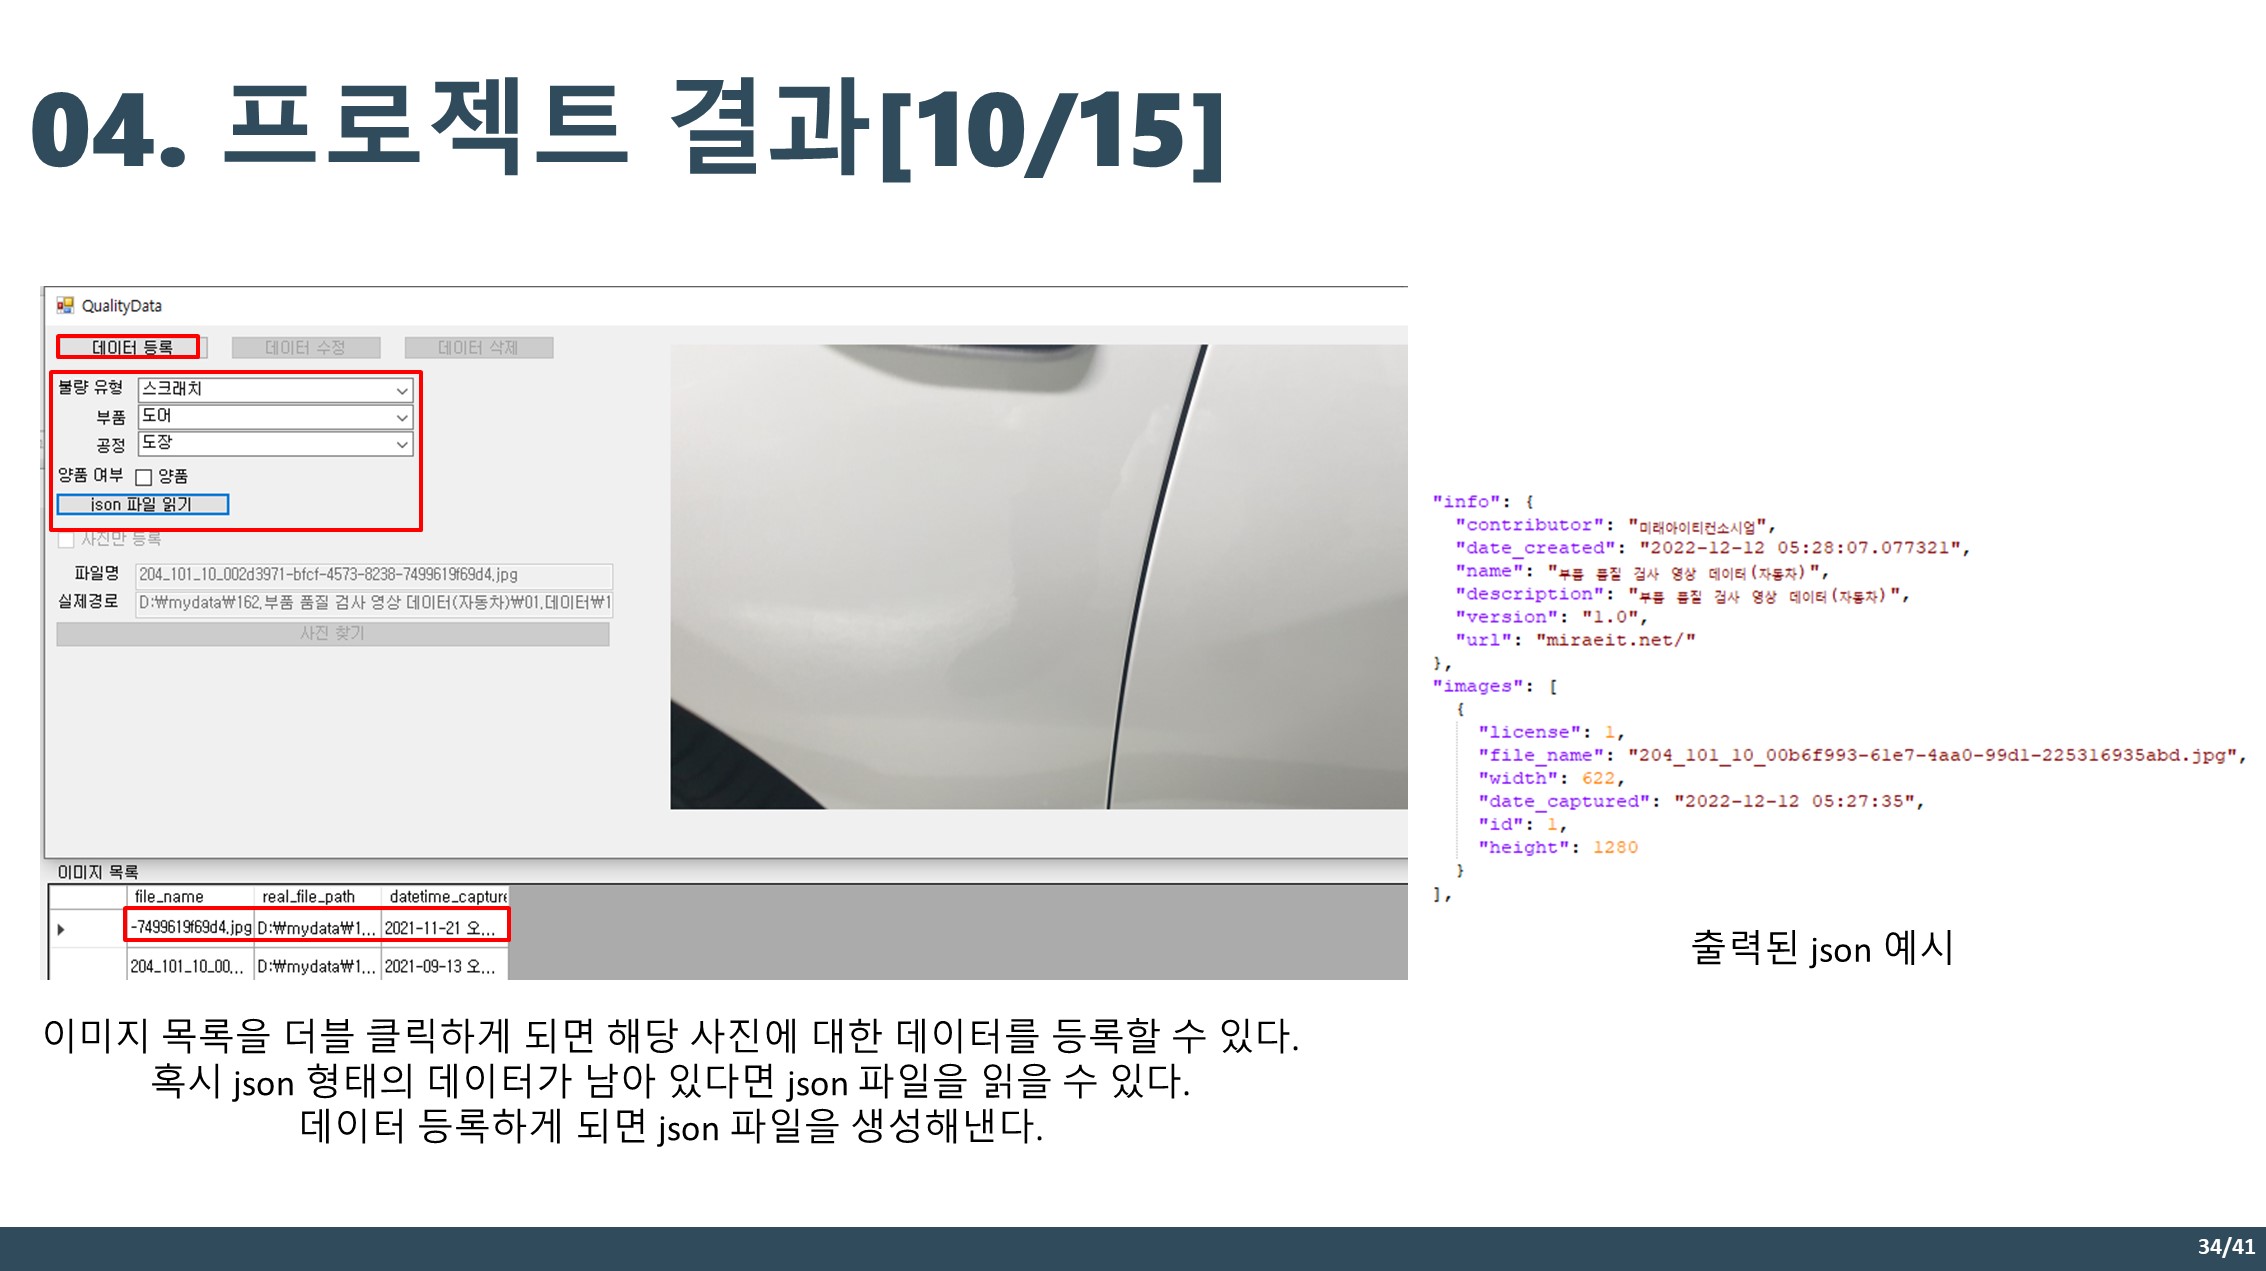 04. 프로젝트 결과[10/15]
QualityData
데이터 등록
데이터 수정
데이터 삭제
불량 유형
스크래치
부품
도어
공정
도장
양품 여부
양품
json 파일 읽기
사진만 등록
파일명
204_101_10_002d3971-bfcf-4573-8238-7499619f69d4.jpg
실제경로
D:₩mydata₩162.부품 품질 검사 영상 데이터(자동차)₩01.데이터₩1
사진 찾기
이미지 목록
file_name real_file_path datetime_capture
-7499619f69d4.jpg D:₩mydata₩1... 2021-11-21 오...
204_101_10_00... D:₩mydata₩1... 2021-09-13 오...
"info": {
"contributor": "미래아이티컨소시엄",
"date_created": "2022-12-12 05:28:07.077321",
"name": "부품 품질 검사 영상 데이터(자동차)",
"description": "부품 품질 검사 영상 데이터(자동차)",
"version": "1.0",
"url": "miraeit.net/"
},
"images": [
{
"license": 1,
"file_name": "204_101_10_00b6f993-61e7-4aa0-99d1-225316935abd.jpg",
"width": 622,
"date_captured": "2022-12-12 05:27:35",
"id": 1,
"height": 1280
}
],
출력된 json 예시
이미지 목록을 더블 클릭하게 되면 해당 사진에 대한 데이터를 등록할 수 있다.
혹시 json 형태의 데이터가 남아 있다면 json 파일을 읽을 수 있다.
데이터 등록하게 되면 json 파일을 생성해낸다.
34/41